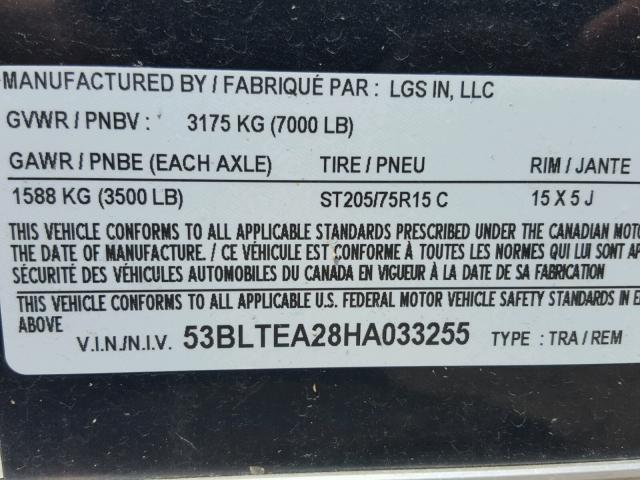 MANUFACTURED BY / FABRIQUÉ PAR : LGS IN, LLC
GVWR / PNBV : 3175 KG (7000 LB)
GAWR / PNBE (EACH AXLE) TIRE / PNEU RIM / JANTE
1588 KG (3500 LB) ST205/75R15 C 15 X 5 J
THIS VEHICLE CONFORMS TO ALL APPLICABLE STANDARDS PRESCRIBED UNDER THE CANADIAN MOTO
THE DATE OF MANUFACTURE. / CE VÉHICULE EST CONFORME À TOUTES LES NORMES QUI LUI SONT AP
SÉCURITÉ DES VÉHICULES AUTOMOBILES DU CANADA EN VIGUEUR À LA DATE DE SA FABRICATION
THIS VEHICLE CONFORMS TO ALL APPLICABLE U.S. FEDERAL MOTOR VEHICLE SAFETY STANDARDS IN E
ABOVE
V.I.N./N.I.V. 53BLTEA28HA033255 TYPE : TRA / REM